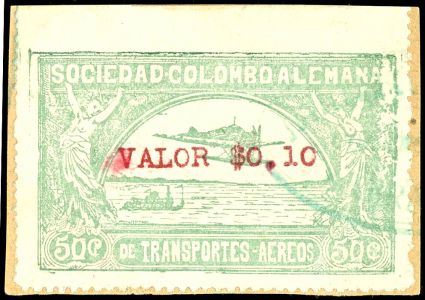 SOCIEDAD·COLOMBO ALEMANA
VALOR $0,10
50¢ DE TRANSPORTES-AEREOS 50¢